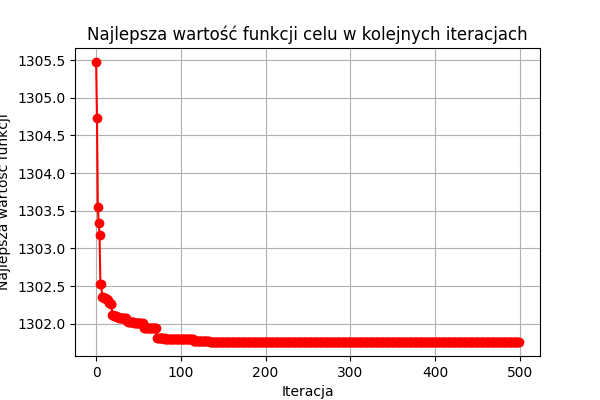 Najlepsza wartość funkcji celu w kolejnych iteracjach
1305.5
1305.0
1304.5
1304.0
1303.5
1303.0
1302.5
1302.0
Najlepsza wartość funkcji
0 100 200 300 400 500
Iteracja